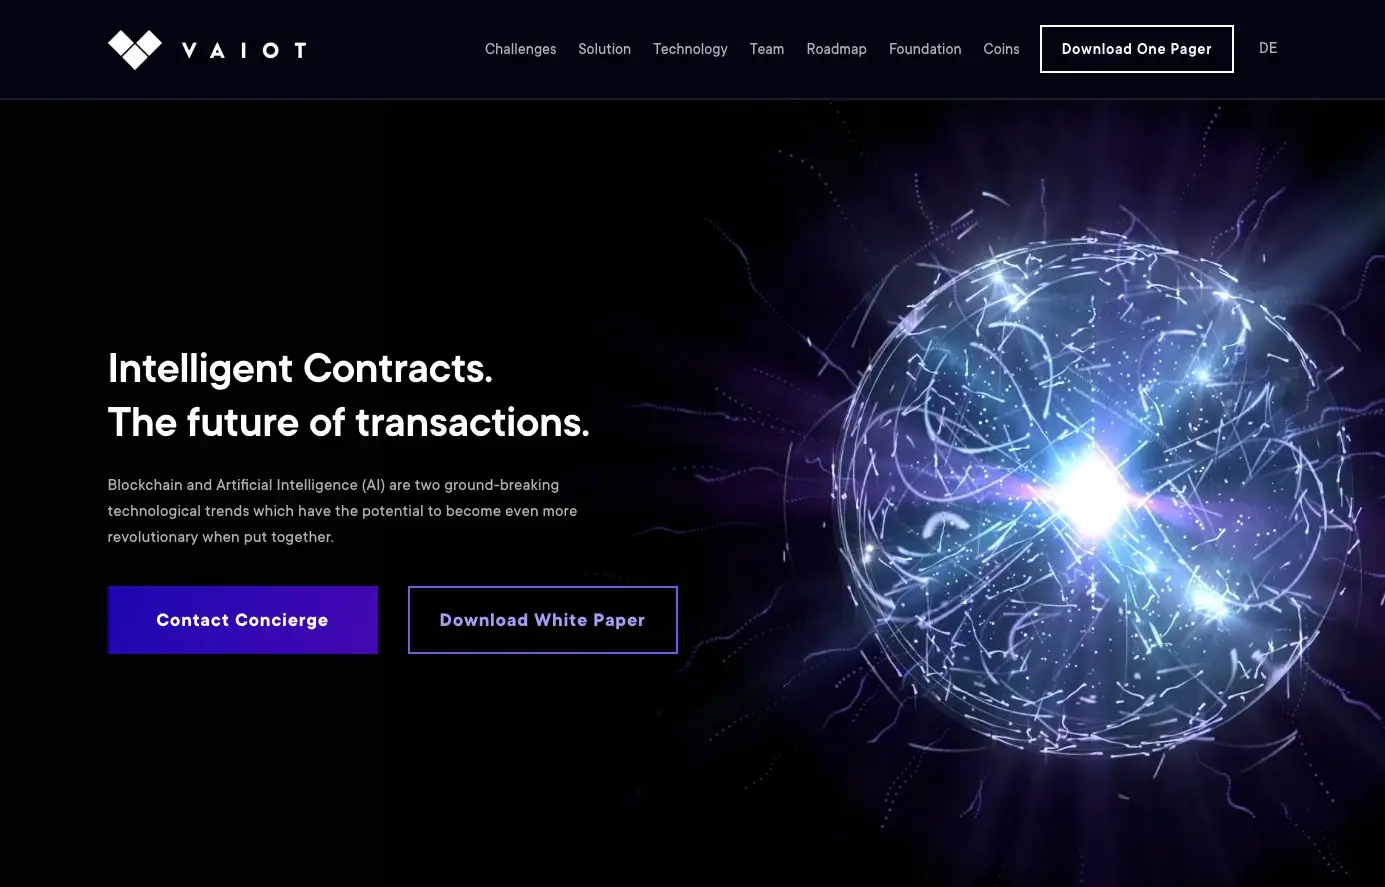 VAIOT
Challenges Solution Technology Team Roadmap Foundation Coins Download One Pager DE
Intelligent Contracts.
The future of transactions.
Blockchain and Artificial Intelligence (AI) are two ground-breaking
technological trends which have the potential to become even more
revolutionary when put together.
Contact Concierge
Download White Paper